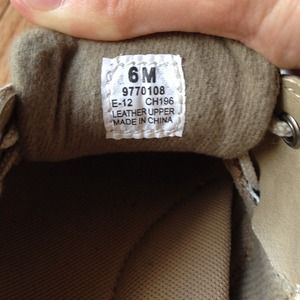 6M
9770108
E-12 CH196
LEATHER UPPER
MADE IN CHINA